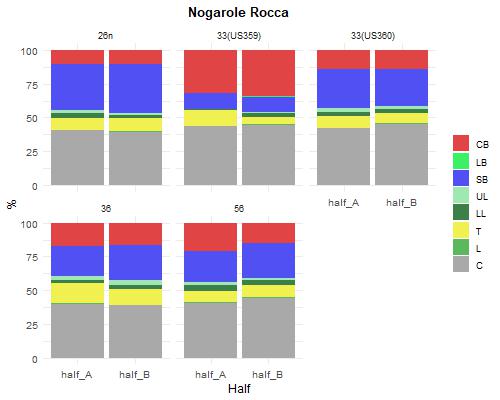 Nogarole Rocca
26n 33(US359) 33(US360)
100
75
50
25
0
half_A half_B
%
36 56
100
75
50
25
0
half_A half_B half_A half_B
Half
CB
LB
SB
UL
LL
T
L
C